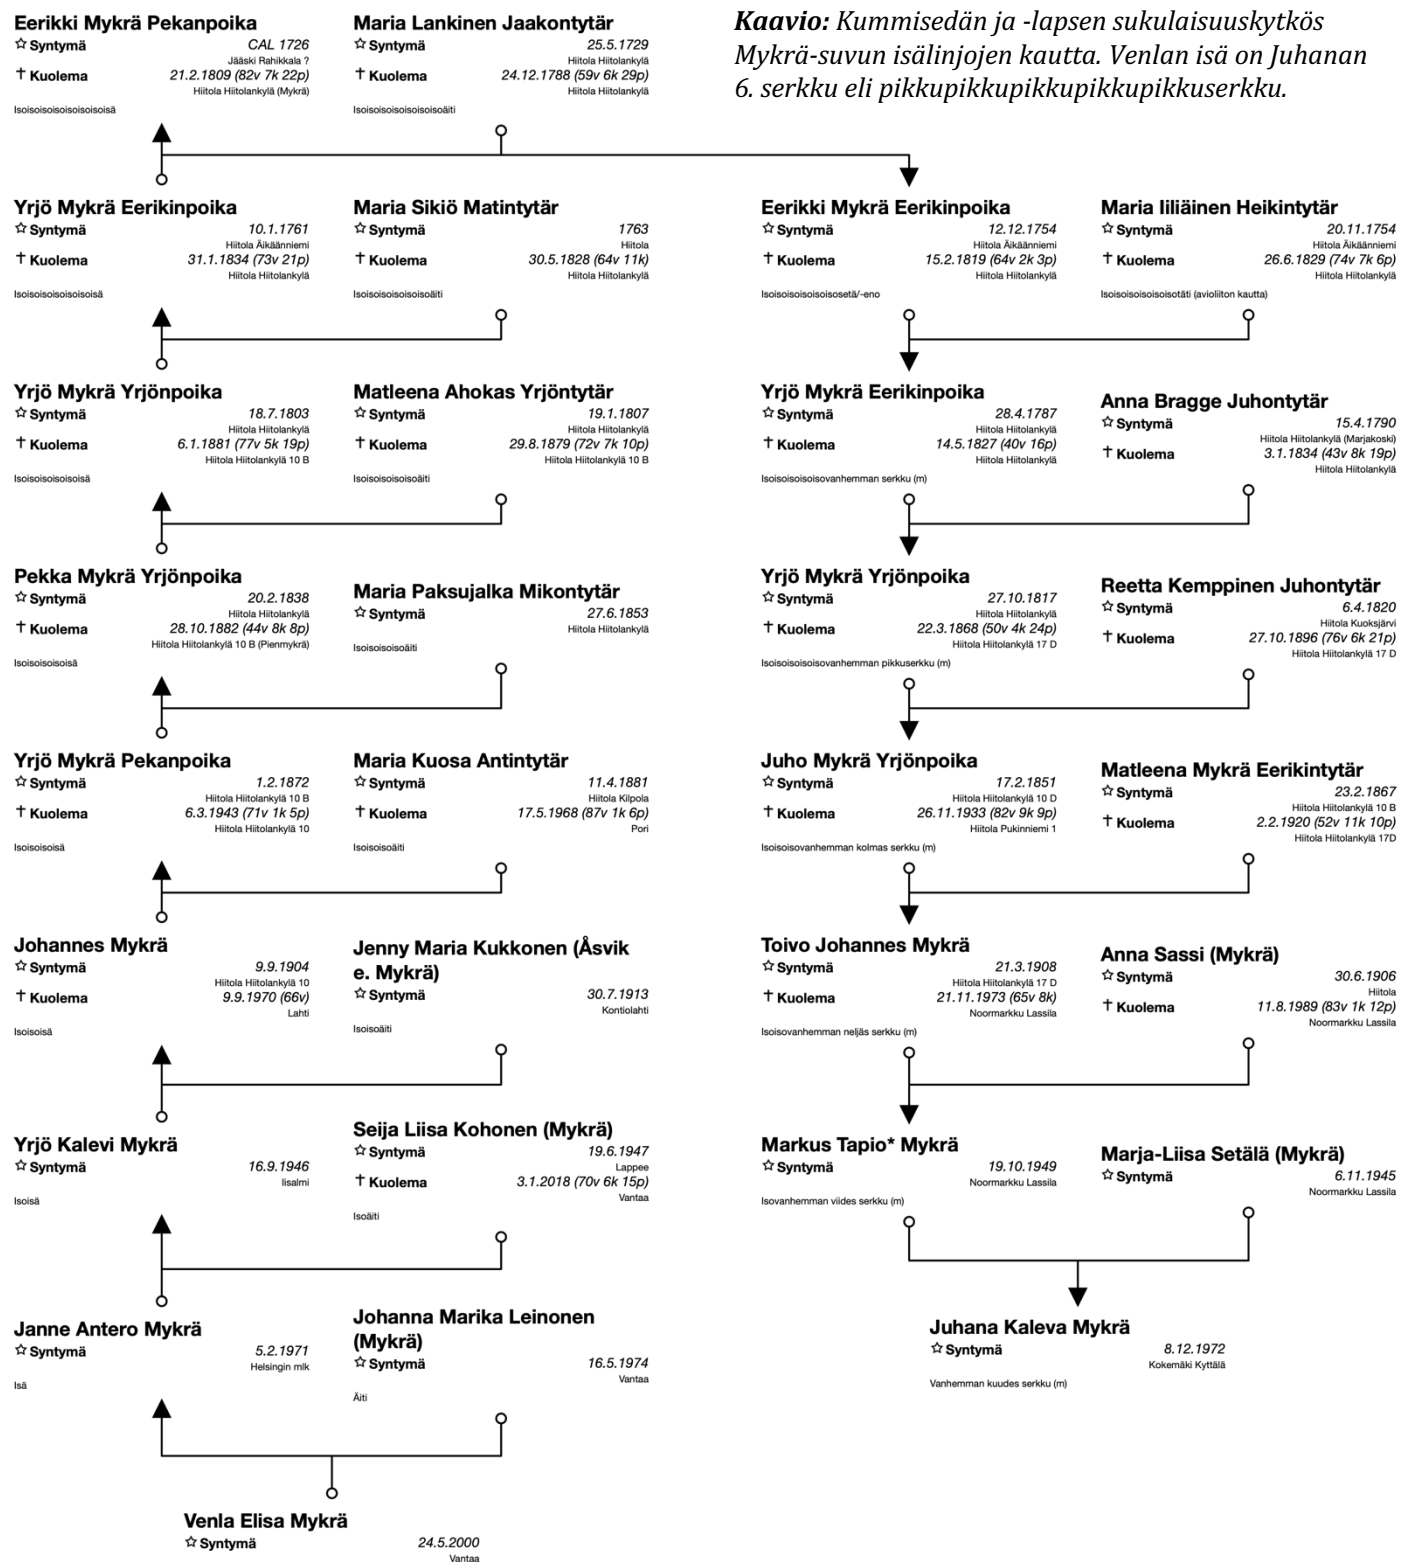 Kaavio: Kummisedän ja -lapsen sukulaisuuskytkös
Mykrä-suvun isälinjojen kautta. Venlan isä on Juhanan
6. serkku eli pikkupikkupikkupikkupikkuserkku.
Eerikki Mykrä Pekanpoika
☆ Syntymä CAL 1726
Jääski Rahikkala ?
† Kuolema 21.2.1809 (82v 7k 22p)
Hiitola Hiitolankylä (Mykrä)
Isoisoisoisoisoisoisoisä
Maria Lankinen Jaakontytär
☆ Syntymä 25.5.1729
Hiitola Hiitolankylä
† Kuolema 24.12.1788 (59v 6k 29p)
Hiitola Hiitolankylä
Isoisoisoisoisoisoisoäiti
Yrjö Mykrä Eerikinpoika
☆ Syntymä 10.1.1761
Hiitola Äikäänniemi
† Kuolema 31.1.1834 (73v 21p)
Hiitola Hiitolankylä
Isoisoisoisoisoisoisä
Maria Sikiö Matintytär
☆ Syntymä 1763
Hiitola
† Kuolema 30.5.1828 (64v 11k)
Hiitola Hiitolankylä
Isoisoisoisoisoisoäiti
Eerikki Mykrä Eerikinpoika
☆ Syntymä 12.12.1754
Hiitola Äikäänniemi
† Kuolema 15.2.1819 (64v 2k 3p)
Hiitola Hiitolankylä
Isoisoisoisoisoisosetä/-eno
Maria Iiliäinen Heikintytär
☆ Syntymä 20.11.1754
Hiitola Äikäänniemi
† Kuolema 26.6.1829 (74v 7k 6p)
Hiitola Hiitolankylä
Isoisoisoisoisoisotäti (avioliiton kautta)
Yrjö Mykrä Yrjönpoika
☆ Syntymä 18.7.1803
Hiitola Hiitolankylä
† Kuolema 6.1.1881 (77v 5k 19p)
Hiitola Hiitolankylä 10 B
Isoisoisoisoisoisä
Matleena Ahokas Yrjöntytär
☆ Syntymä 19.1.1807
Hiitola Hiitolankylä
† Kuolema 29.8.1879 (72v 7k 10p)
Hiitola Hiitolankylä 10 B
Isoisoisoisoisoäiti
Yrjö Mykrä Eerikinpoika
☆ Syntymä 28.4.1787
Hiitola Hiitolankylä
† Kuolema 14.5.1827 (40v 16p)
Hiitola Hiitolankylä
Isoisoisoisoisovanhemman serkku (m)
Anna Bragge Juhontytär
☆ Syntymä 15.4.1790
Hiitola Hiitolankylä (Marjakoski)
† Kuolema 3.1.1834 (43v 8k 19p)
Hiitola Hiitolankylä
Pekka Mykrä Yrjönpoika
☆ Syntymä 20.2.1838
Hiitola Hiitolankylä
† Kuolema 28.10.1882 (44v 8k 8p)
Hiitola Hiitolankylä 10 B (Pienmykrä)
Isoisoisoisoisä
Maria Paksujalka Mikontytär
☆ Syntymä 27.6.1853
Hiitola Hiitolankylä
Isoisoisoisoäiti
Yrjö Mykrä Yrjönpoika
☆ Syntymä 27.10.1817
Hiitola Hiitolankylä
† Kuolema 22.3.1868 (50v 4k 24p)
Hiitola Hiitolankylä 17 D
Isoisoisoisovanhemman pikkuserkku (m)
Reetta Kemppinen Juhontytär
☆ Syntymä 6.4.1820
Hiitola Kuoksjärvi
† Kuolema 27.10.1896 (76v 6k 21p)
Hiitola Hiitolankylä 17 D
Yrjö Mykrä Pekanpoika
☆ Syntymä 1.2.1872
Hiitola Hiitolankylä 10 B
† Kuolema 6.3.1943 (71v 1k 5p)
Hiitola Hiitolankylä 10
Isoisoisoisä
Maria Kuosa Antintytär
☆ Syntymä 11.4.1881
Hiitola Kilpola
† Kuolema 17.5.1968 (87v 1k 6p)
Pori
Isoisoisoäiti
Juho Mykrä Yrjönpoika
☆ Syntymä 17.2.1851
Hiitola Hiitolankylä 10 D
† Kuolema 26.11.1933 (82v 9k 9p)
Hiitola Pukinniemi 1
Isoisoisovanhemman kolmas serkku (m)
Matleena Mykrä Eerikintytär
☆ Syntymä 23.2.1867
Hiitola Hiitolankylä 10 B
† Kuolema 2.2.1920 (52v 11k 10p)
Hiitola Hiitolankylä 17D
Johannes Mykrä
☆ Syntymä 9.9.1904
Hiitola Hiitolankylä 10
† Kuolema 9.9.1970 (66v)
Lahti
Isoisoisä
Jenny Maria Kukkonen (Åsvik
e. Mykrä)
☆ Syntymä 30.7.1913
Kontiolahti
Isoisoäiti
Toivo Johannes Mykrä
☆ Syntymä 21.3.1908
Hiitola Hiitolankylä 17 D
† Kuolema 21.11.1973 (65v 8k)
Noormarkku Lassila
Isoisovanhemman neljäs serkku (m)
Anna Sassi (Mykrä)
☆ Syntymä 30.6.1906
Hiitola
† Kuolema 11.8.1989 (83v 1k 12p)
Noormarkku Lassila
Yrjö Kalevi Mykrä
☆ Syntymä 16.9.1946
Iisalmi
Isoisä
Seija Liisa Kohonen (Mykrä)
☆ Syntymä 19.6.1947
Lappee
† Kuolema 3.1.2018 (70v 6k 15p)
Vantaa
Isoäiti
Markus Tapio* Mykrä
☆ Syntymä 19.10.1949
Noormarkku Lassila
Isovanhemman viides serkku (m)
Marja-Liisa Setälä (Mykrä)
☆ Syntymä 6.11.1945
Noormarkku Lassila
Janne Antero Mykrä
☆ Syntymä 5.2.1971
Helsingin mlk
Isä
Johanna Marika Leinonen
(Mykrä)
☆ Syntymä 16.5.1974
Vantaa
Äiti
Juhana Kaleva Mykrä
☆ Syntymä 8.12.1972
Kokemäki Kyttälä
Vanhemman kuudes serkku (m)
Venla Elisa Mykrä
☆ Syntymä 24.5.2000
Vantaa